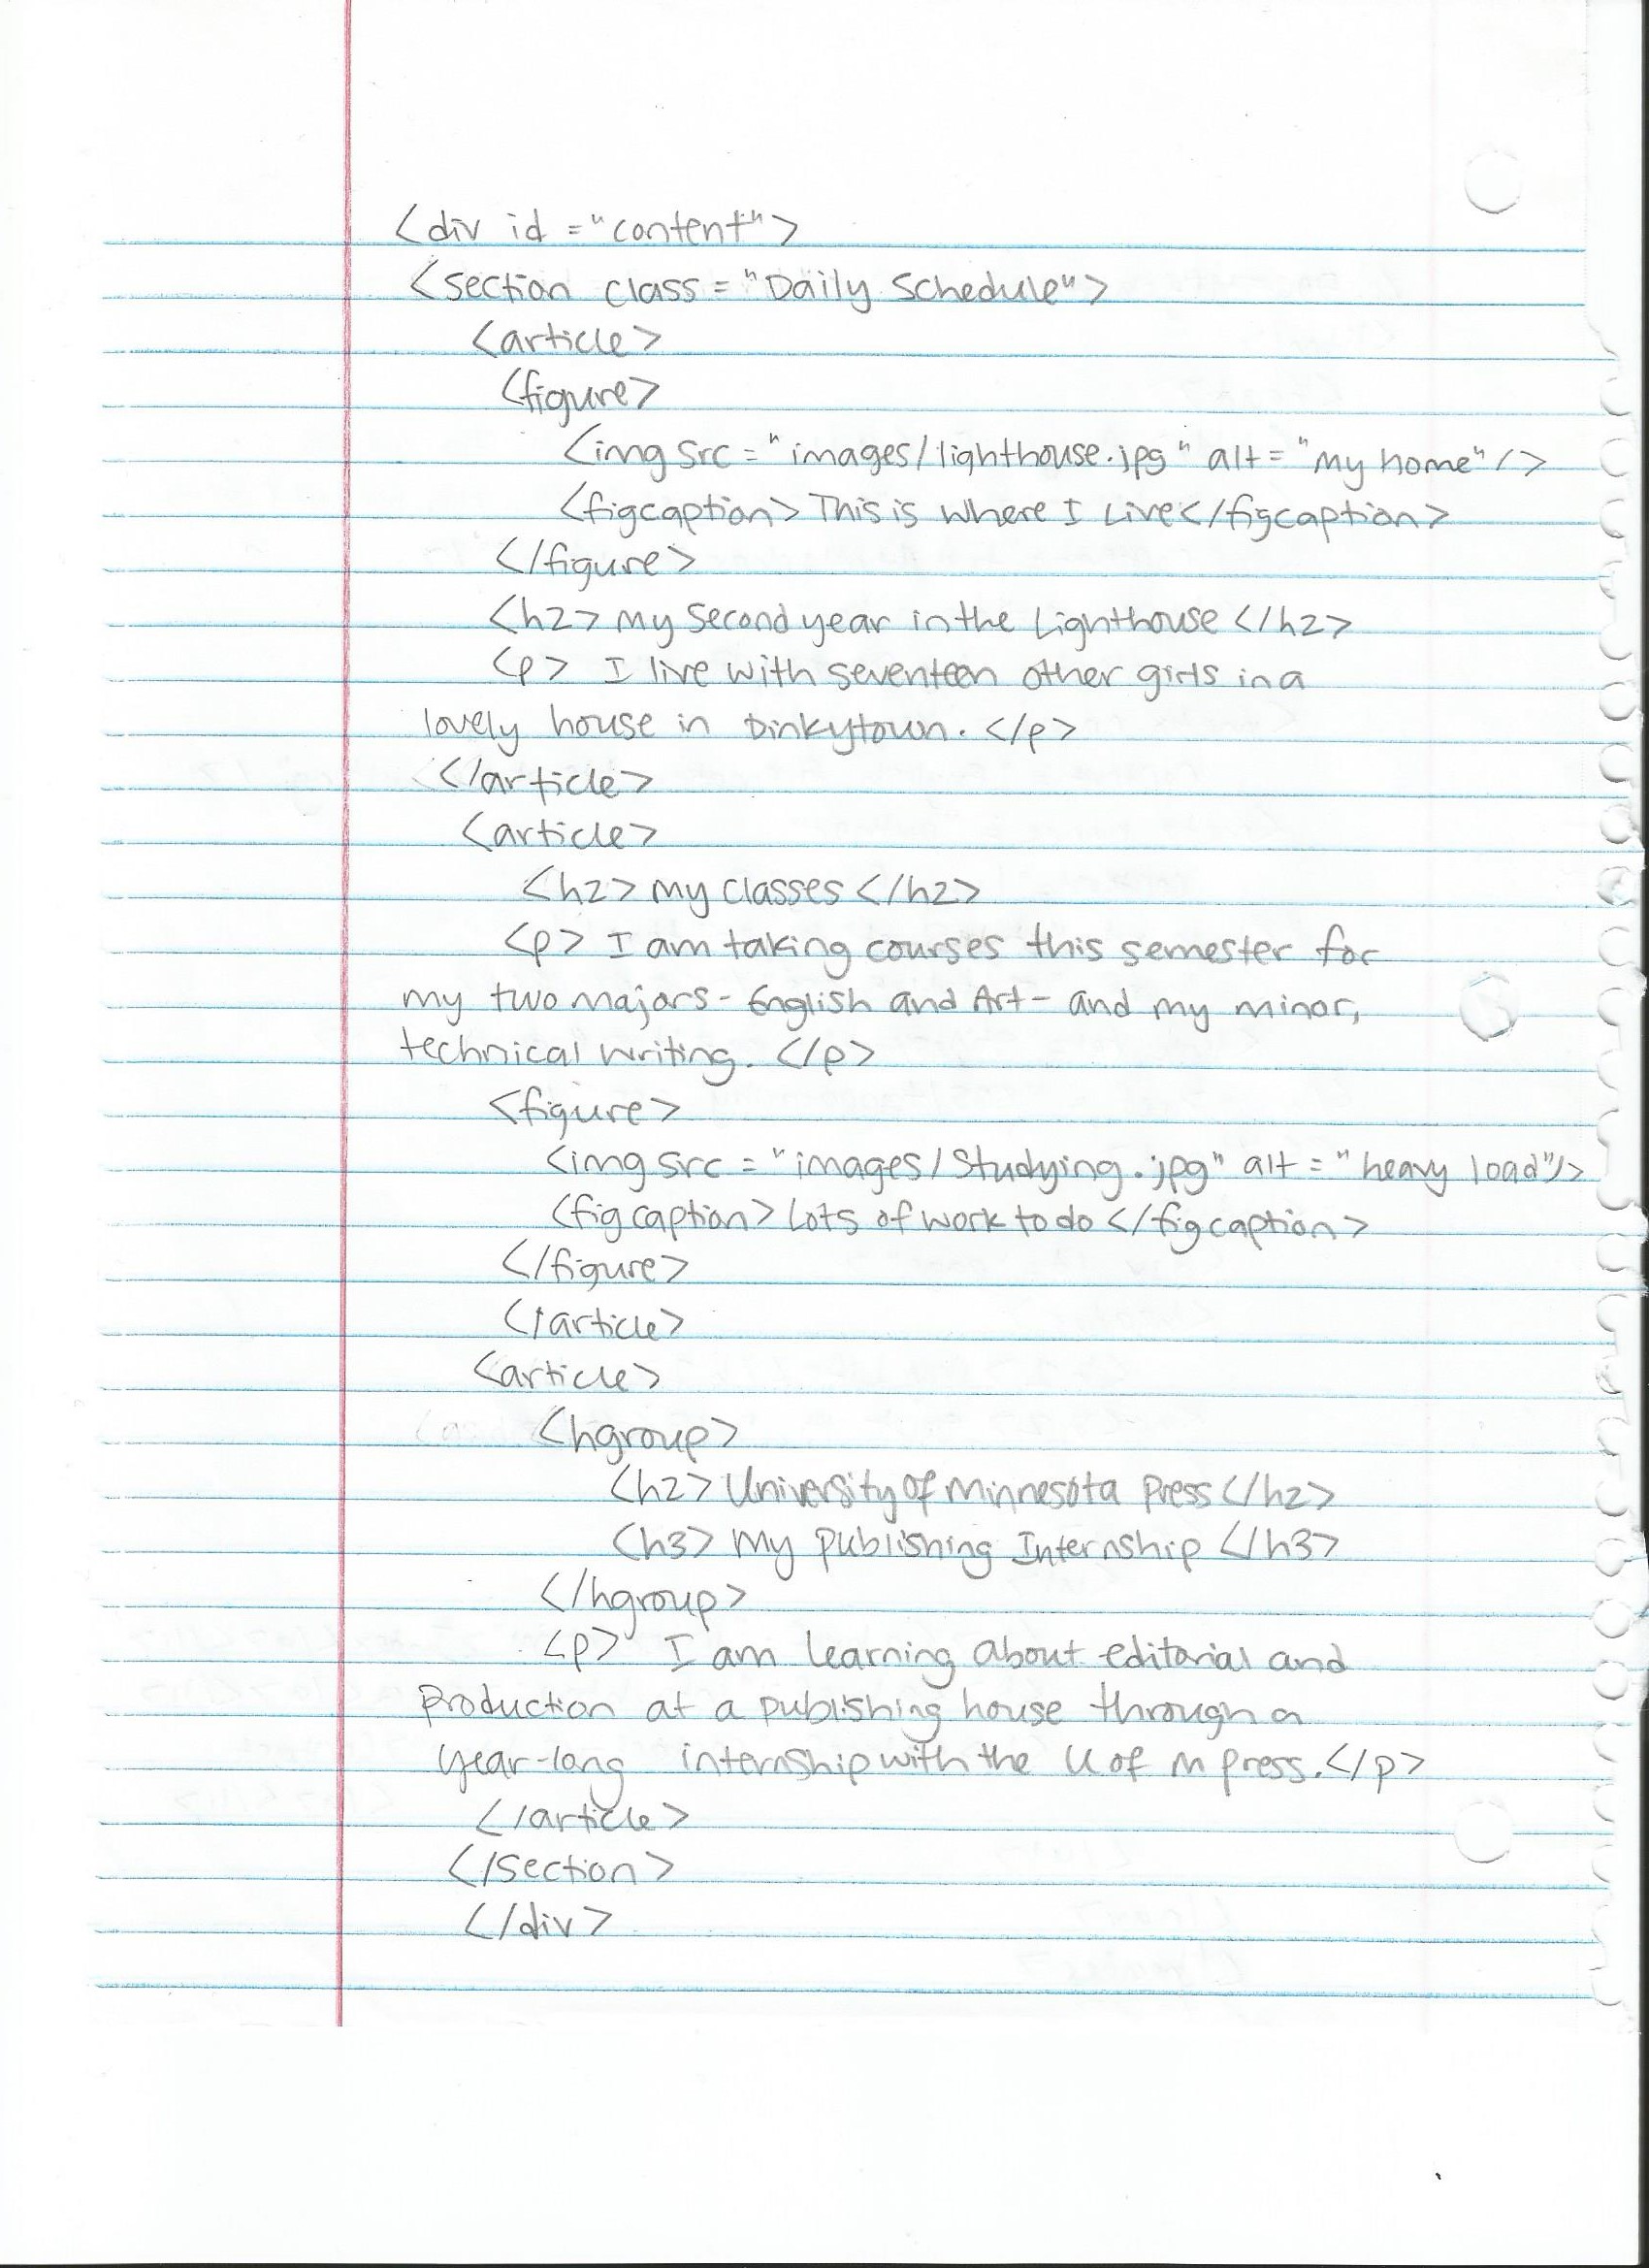 <div id="content">
<section class="Daily Schedule">
<article>
<figure>
<img src="images/lighthouse.jpg" alt="My home"/>
<figcaption>This is where I Live</figcaption>
</figure>
<h2>My Second year in the Lighthouse</h2>
<p> I live with seventeen other girls in a
lovely house in Dinkytown.</p>
</article>
<article>
<h2>My Classes</h2>
<p> I am taking courses this semester for
my two majors - English and Art - and my minor,
technical writing.</p>
<figure>
<img src="images/Studying.jpg" alt="heavy load"/>
<figcaption>Lots of work to do</figcaption>
</figure>
</article>
<article>
<hgroup>
<h2>University of Minnesota Press</h2>
<h3>My Publishing Internship</h3>
</hgroup>
<p> I am learning about editorial and
production at a publishing house through a
year-long internship with the U of M Press.</p>
</article>
</section>
</div>